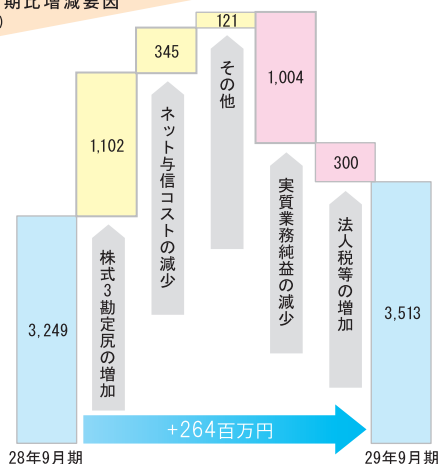 期比増減要因
)
121
345
1,004
その他
1,102
300
ネット与信コストの減少
実質業務純益の減少
法人税等の増加
株式3勘定尻の増加
3,249
3,513
+264百万円
28年9月期
29年9月期